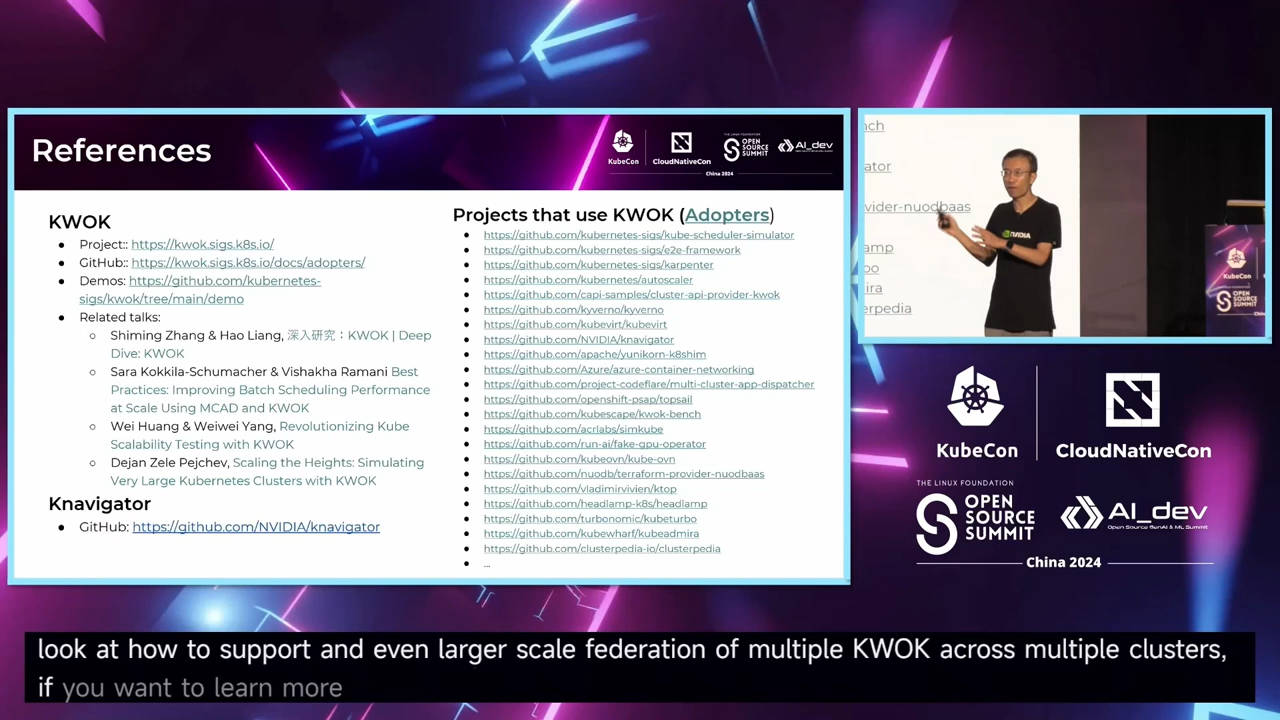 References
KubeCon
CloudNativeCon
THE LINUX FOUNDATION
OPEN
SOURCE
SUMMIT
AI_dev
China 2024
KWOK
● Project:: https://kwok.sigs.k8s.io/
● GitHub:: https://kwok.sigs.k8s.io/docs/adopters/
● Demos: https://github.com/kubernetes-
sigs/kwok/tree/main/demo
● Related talks:
○ Shiming Zhang & Hao Liang, 深入研究：KWOK | Deep
Dive: KWOK
○ Sara Kokkila-Schumacher & Vishakha Ramani Best
Practices: Improving Batch Scheduling Performance
at Scale Using MCAD and KWOK
○ Wei Huang & Weiwei Yang, Revolutionizing Kube
Scalability Testing with KWOK
○ Dejan Zele Pejchev, Scaling the Heights: Simulating
Very Large Kubernetes Clusters with KWOK
Knavigator
● GitHub: https://github.com/NVIDIA/knavigator
Projects that use KWOK (Adopters)
● https://github.com/kubernetes-sigs/kube-scheduler-simulator
● https://github.com/kubernetes-sigs/e2e-framework
● https://github.com/kubernetes-sigs/karpenter
● https://github.com/kubernetes/autoscaler
● https://github.com/capi-samples/cluster-api-provider-kwok
● https://github.com/kyverno/kyverno
● https://github.com/kubevirt/kubevirt
● https://github.com/NVIDIA/knavigator
● https://github.com/apache/yunikorn-k8shim
● https://github.com/Azure/azure-container-networking
● https://github.com/project-codeflare/multi-cluster-app-dispatcher
● https://github.com/openshift-psap/topsail
● https://github.com/kubescape/kwok-bench
● https://github.com/acrlabs/simkube
● https://github.com/run-ai/fake-gpu-operator
● https://github.com/kubeovn/kube-ovn
● https://github.com/nuodb/terraform-provider-nuodbaas
● https://github.com/vladimirvivien/ktop
● https://github.com/headlamp-k8s/headlamp
● https://github.com/turbonomic/kubeturbo
● https://github.com/kubewharf/kubeadmira
● https://github.com/clusterpedia-io/clusterpedia
● ...
nch
ator
vider-nuodbaas
amp
bo
ira
erpedia
NVIDIA
KubeCon
OPEN
SOURCE
SUMMIT
KubeCon
CloudNativeCon
THE LINUX FOUNDATION
OPEN
SOURCE
SUMMIT
AI_dev
Open Source GenAI & ML Summit
China 2024
look at how to support and even larger scale federation of multiple KWOK across multiple clusters,
if you want to learn more